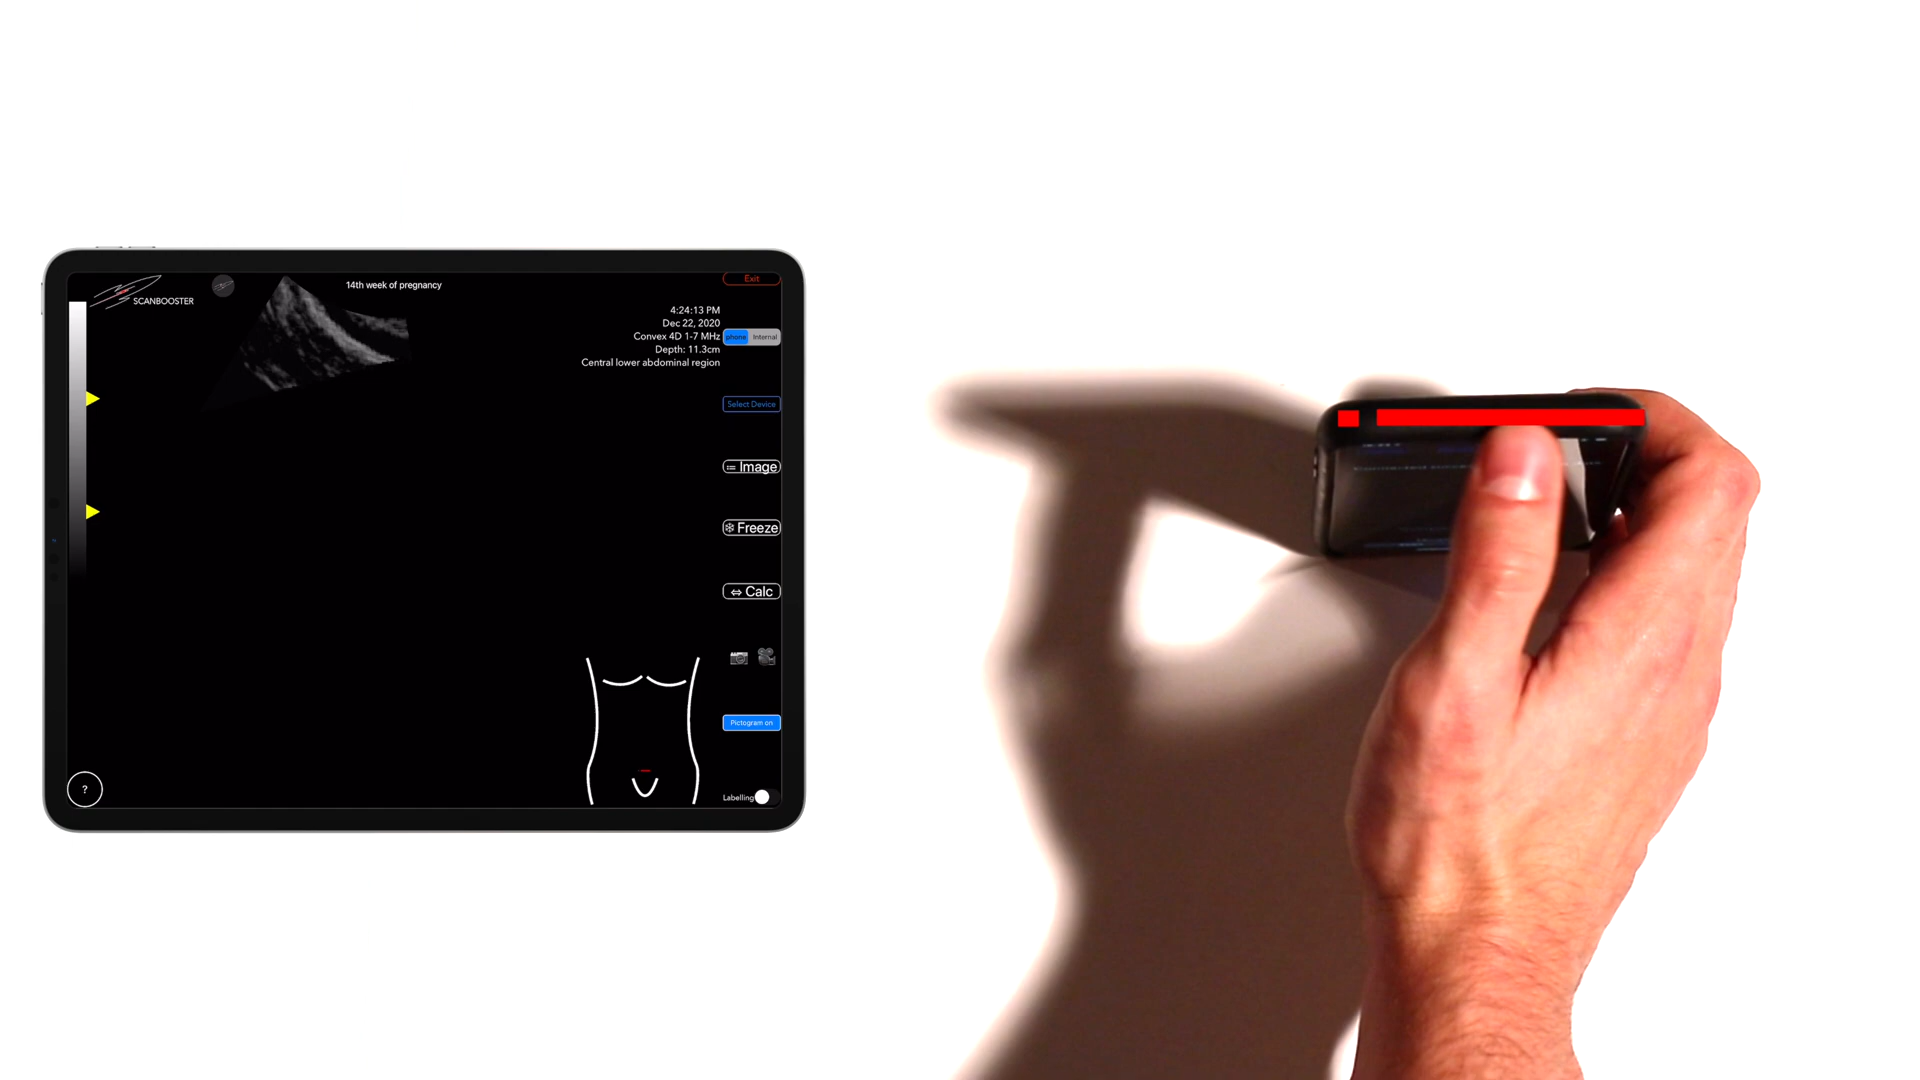 14th week of pregnancy
Exit
SCANBOOSTER
4:24:13 PM
Dec 22, 2020
Convex 4D 1-7 MHz
phone Internal
Depth: 11.3cm
Central lower abdominal region
Select Device
Image
Freeze
Calc
Pictogram on
?
Labelling